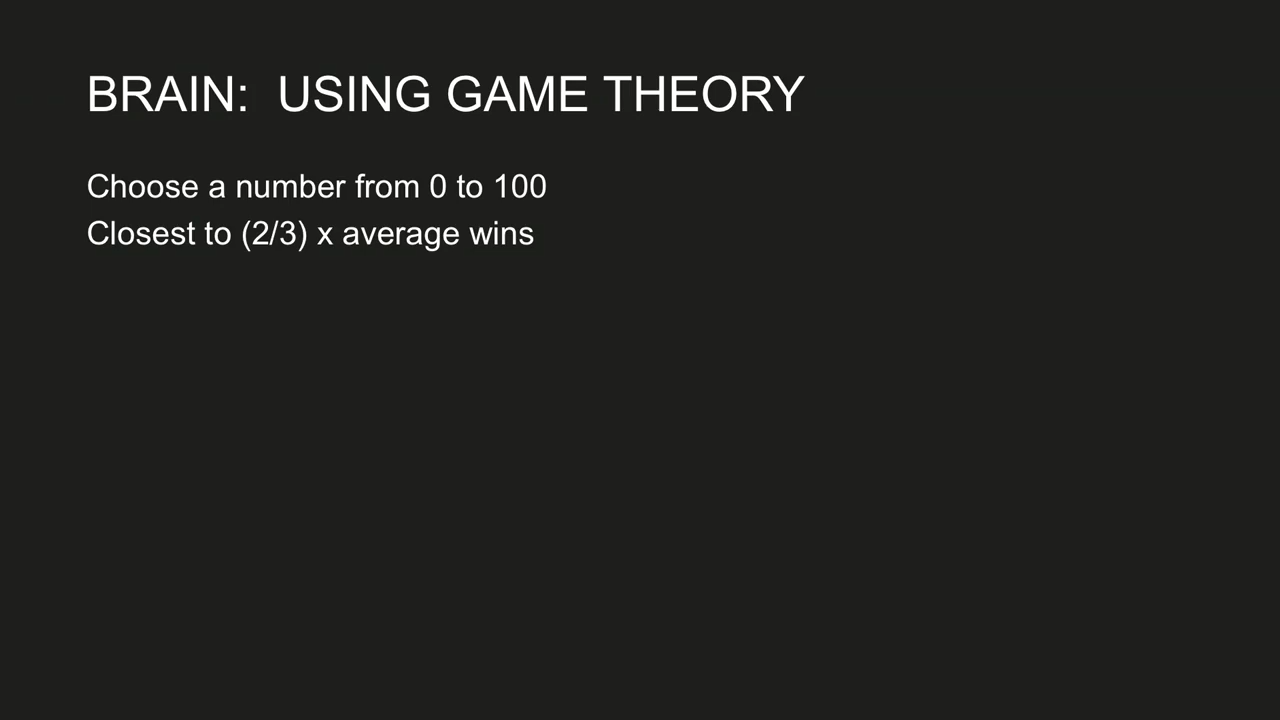 BRAIN:  USING GAME THEORY
Choose a number from 0 to 100
Closest to (2/3) x average wins